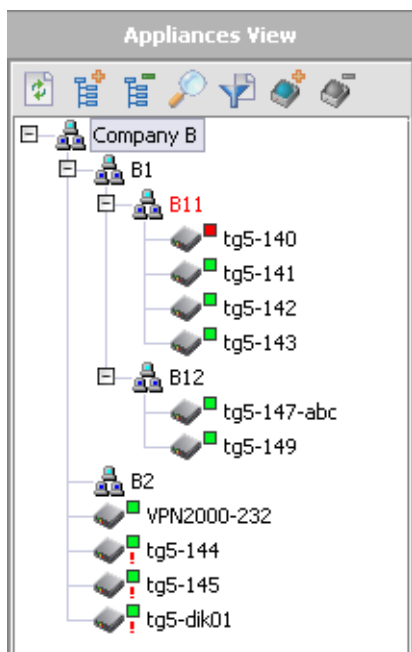 Appliances View
Company B
B1
B11
tg5-140
tg5-141
tg5-142
tg5-143
B12
tg5-147-abc
tg5-149
B2
VPN2000-232
tg5-144
tg5-145
tg5-dik01